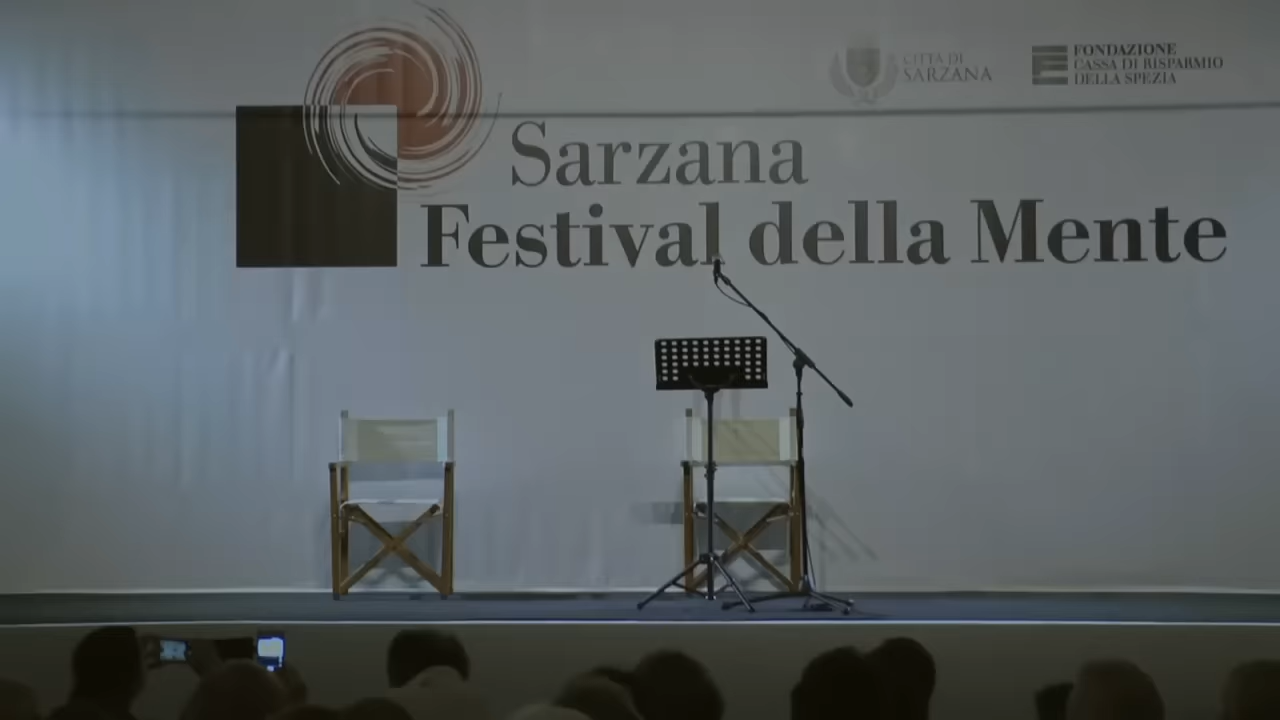 CITTÀ DI
SARZANA
FONDAZIONE
CASSA DI RISPARMIO
DELLA SPEZIA
Sarzana
Festival della Mente